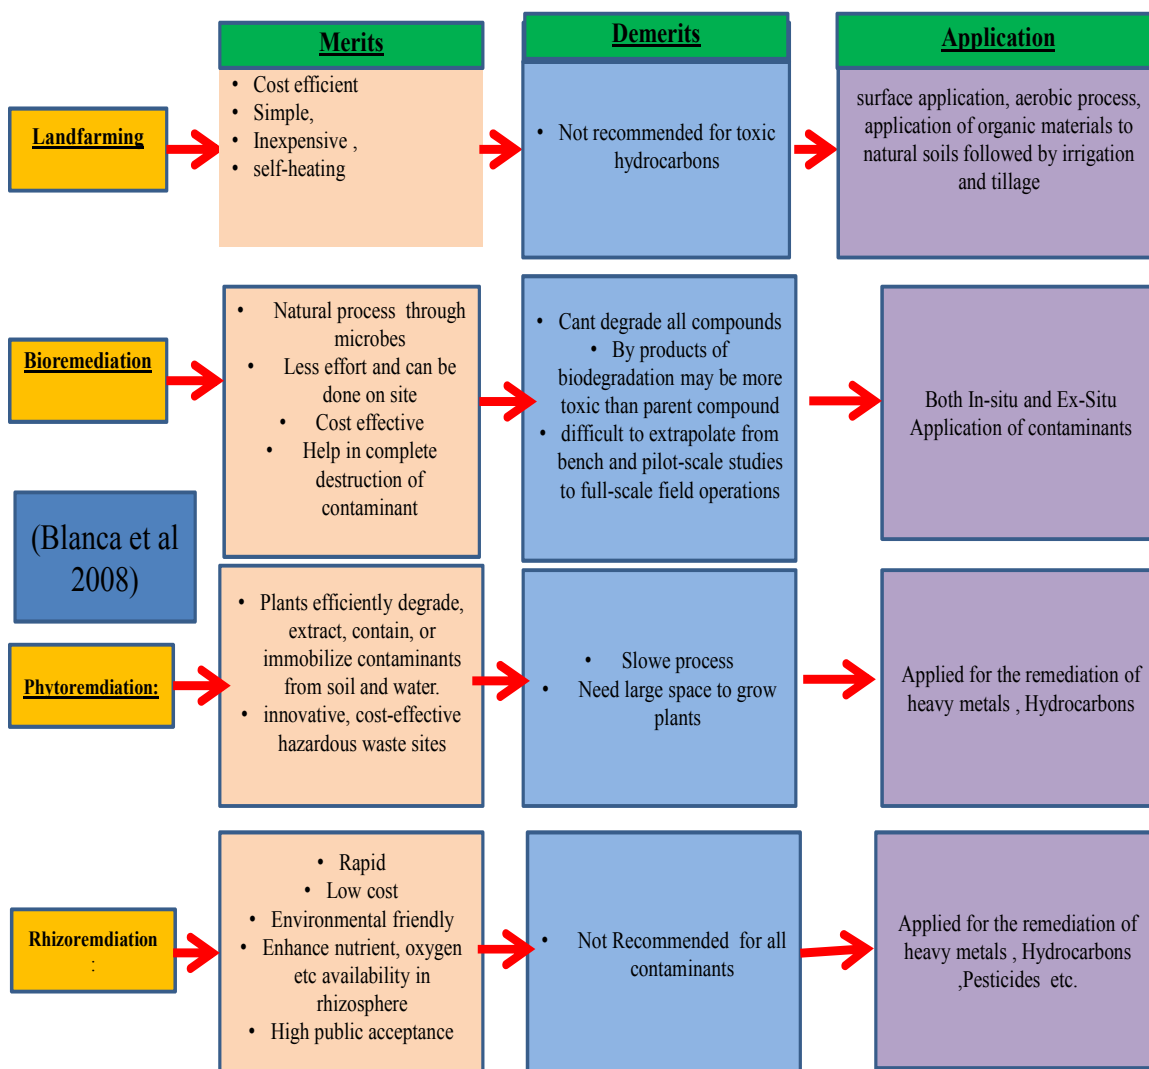 Merits
Demerits
Application
Landfarming
• Cost efficient
• Simple,
• Inexpensive ,
• self-heating
• Not recommended for toxic
hydrocarbons
surface application, aerobic process,
application of organic materials to
natural soils followed by irrigation
and tillage
Bioremediation
• Natural process through
microbes
• Less effort and can be
done on site
• Cost effective
• Help in complete
destruction of
contaminant
• Cant degrade all compounds
• By products of
biodegradation may be more
toxic than parent compound
• difficult to extrapolate from
bench and pilot-scale studies
to full-scale field operations
Both In-situ and Ex-Situ
Application of contaminants
(Blanca et al
2008)
Phytoremdiation:
• Plants efficiently degrade,
extract, contain, or
immobilize contaminants
from soil and water.
• innovative, cost-effective
hazardous waste sites
• Slowe process
• Need large space to grow
plants
Applied for the remediation of
heavy metals , Hydrocarbons
Rhizoremdiation
:
• Rapid
• Low cost
• Environmental friendly
• Enhance nutrient, oxygen
etc availability in
rhizosphere
• High public acceptance
• Not Recommended for all
contaminants
Applied for the remediation of
heavy metals , Hydrocarbons
,Pesticides etc.